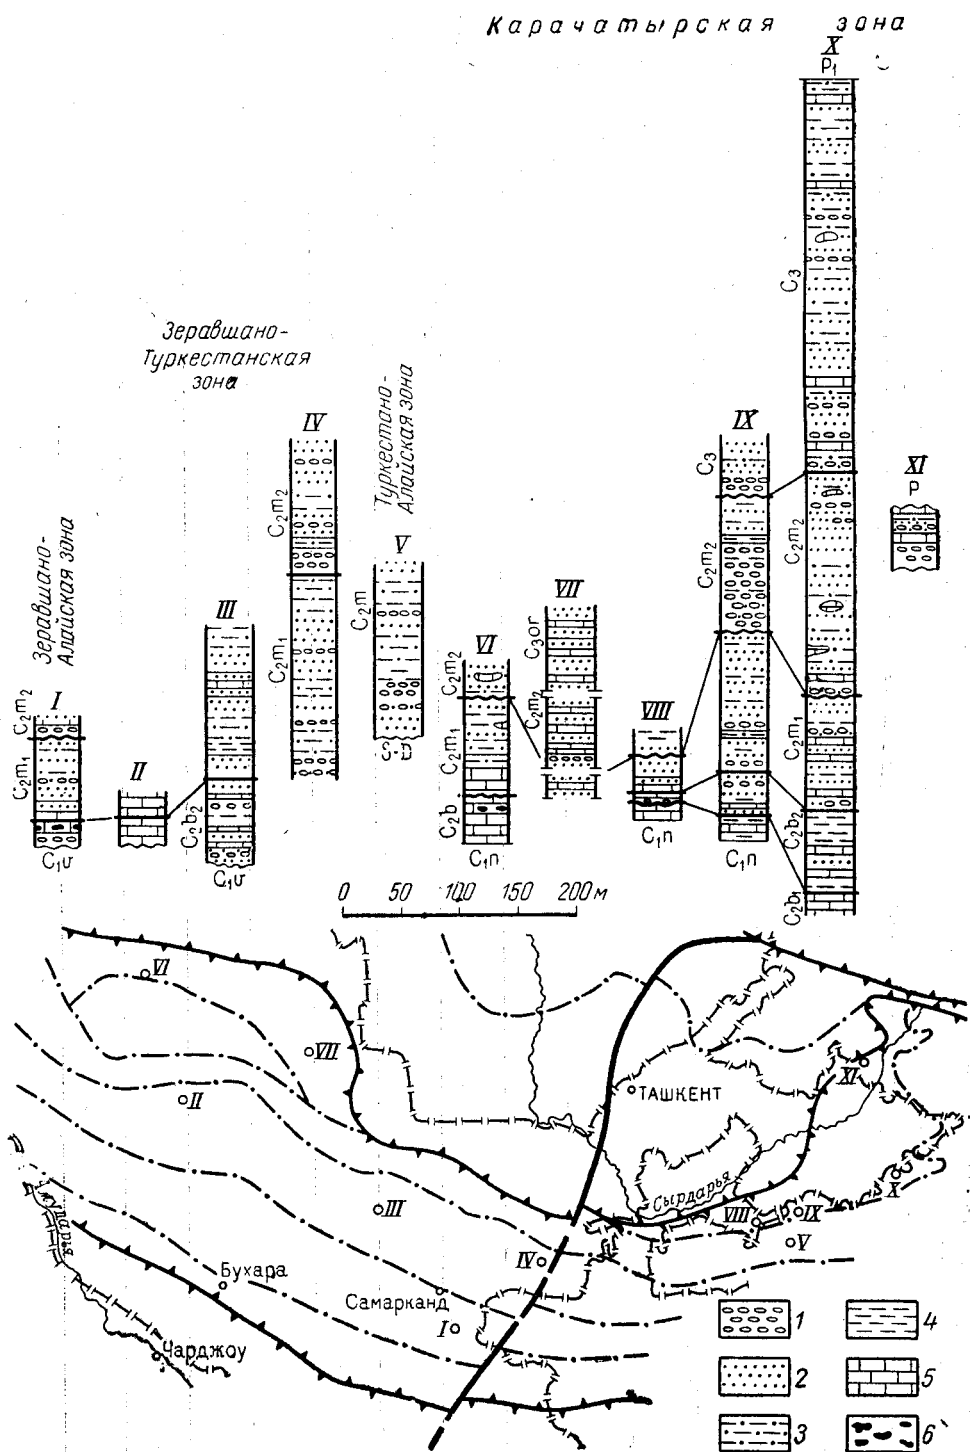 Карачатырская зона
X
P₁
C₃
Зеравшано-
Туркестанская
зона
Туркестано-
Алайская зона
Зеравшано-
Алайская зона
IV
C₂m₂
C₂m₁
IX
C₃
C₂m₂
C₂m₂
C₂m₁
C₂b₂
C₂b₁
XI
P
V
C₂m
S-D
VII
C₃or
C₂m₂
III
C₂b₂
C₁v
VI
C₂m₂
C₂m₁
C₂b
C₁n
I
C₂m₂
C₂m₁
C₁v
II
VIII
C₁n
C₁n
0 50 100 150 200 м
VI
VII
II
XI
ТАШКЕНТ
Сырдарья
X
III
VIII
IX
V
IV
Бухара
Самарканд
I
Чарджоу
1
4
2
5
3
6